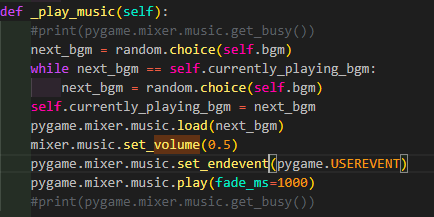 def _play_music(self):
    #print(pygame.mixer.music.get_busy())
    next_bgm = random.choice(self.bgm)
    while next_bgm == self.currently_playing_bgm:
        next_bgm = random.choice(self.bgm)
    self.currently_playing_bgm = next_bgm
    pygame.mixer.music.load(next_bgm)
    mixer.music.set_volume(0.5)
    pygame.mixer.music.set_endevent(pygame.USEREVENT)
    pygame.mixer.music.play(fade_ms=1000)
    #print(pygame.mixer.music.get_busy())